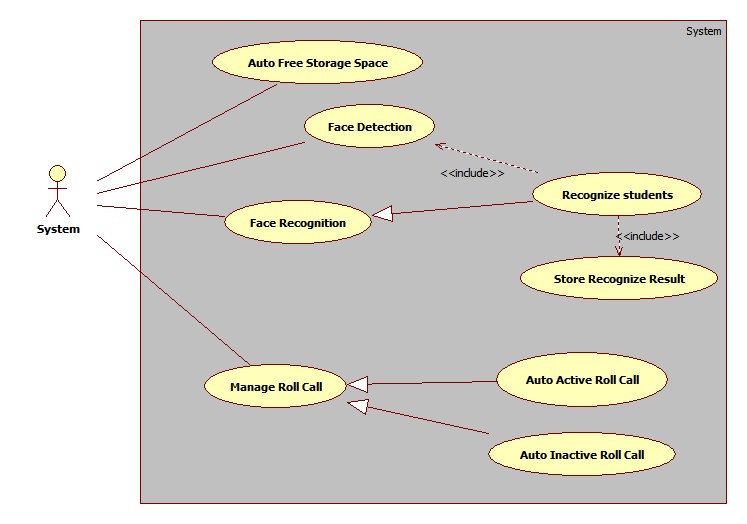 System
Auto Free Storage Space
Face Detection
<<include>>
Recognize students
System
Face Recognition
<<include>>
Store Recognize Result
Manage Roll Call
Auto Active Roll Call
Auto Inactive Roll Call